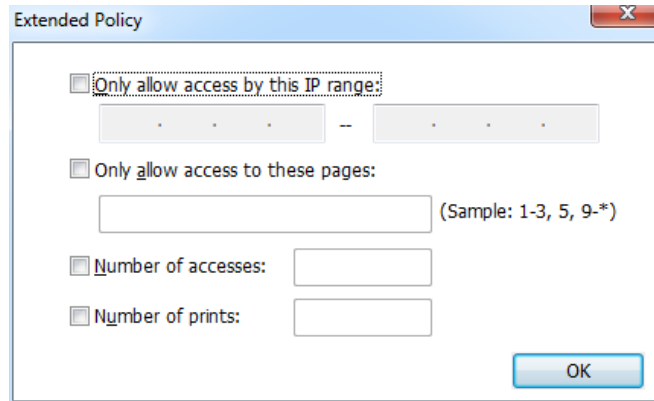 Extended Policy
Only allow access by this IP range:
. . . -- . . .
Only allow access to these pages:
(Sample: 1-3, 5, 9-*)
Number of accesses:
Number of prints:
OK